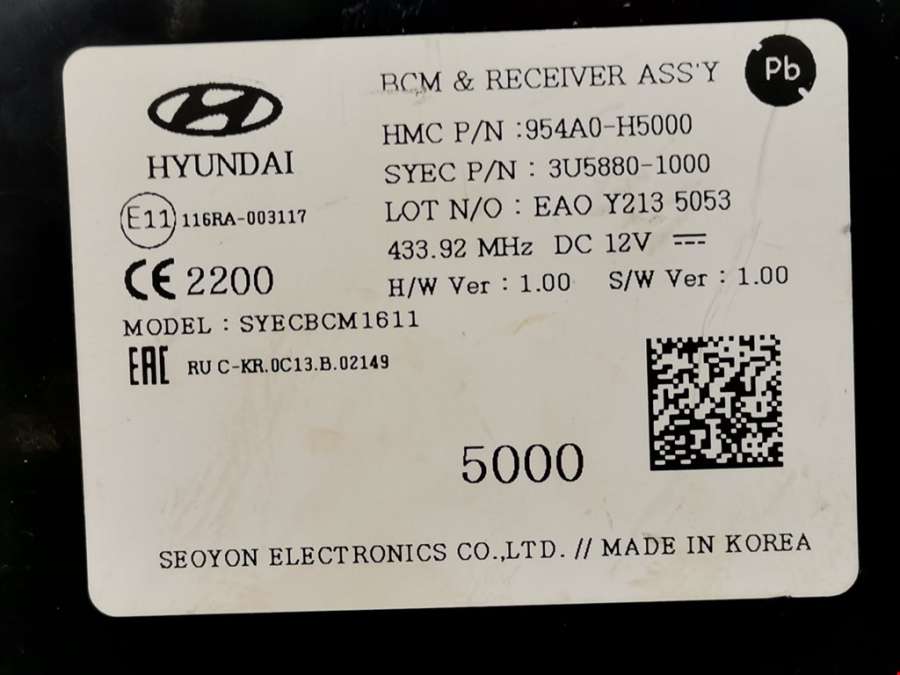 BCM & RECEIVER ASS'Y
Pb
HYUNDAI
HMC P/N :954A0-H5000
SYEC P/N : 3U5880-1000
E11 116RA-003117
LOT N/O : EAO Y213 5053
433.92 MHz DC 12V
CE 2200
H/W Ver : 1.00 S/W Ver : 1.00
MODEL : SYECBCM1611
EAC RU C-KR.0C13.B.02149
5000
SEOYON ELECTRONICS CO.,LTD. // MADE IN KOREA